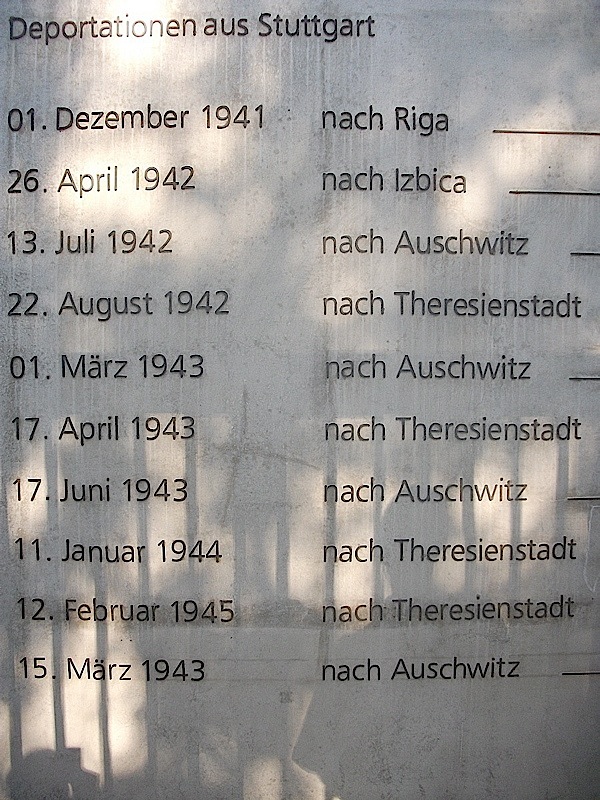 Deportationen aus Stuttgart
01. Dezember 1941 nach Riga
26. April 1942 nach Izbica
13. Juli 1942 nach Auschwitz
22. August 1942 nach Theresienstadt
01. März 1943 nach Auschwitz
17. April 1943 nach Theresienstadt
17. Juni 1943 nach Auschwitz
11. Januar 1944 nach Theresienstadt
12. Februar 1945 nach Theresienstadt
15. März 1943 nach Auschwitz